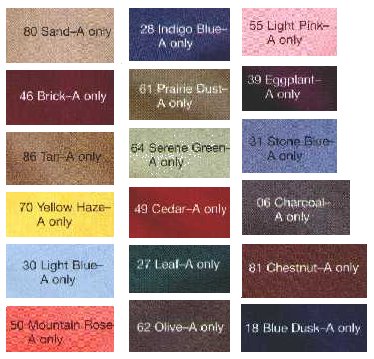 80 Sand–A only
28 Indigo Blue–
A only
55 Light Pink–
A only
46 Brick–A only
61 Prairie Dust–
A only
39 Eggplant–
A only
86 Tan–A only
64 Serene Green–
A only
31 Stone Blue–
A only
70 Yellow Haze–
A only
49 Cedar–A only
06 Charcoal–
A only
30 Light Blue–
A only
27 Leaf–A only
81 Chestnut–A only
50 Mountain Rose
A only
62 Olive–A only
18 Blue Dusk–A only